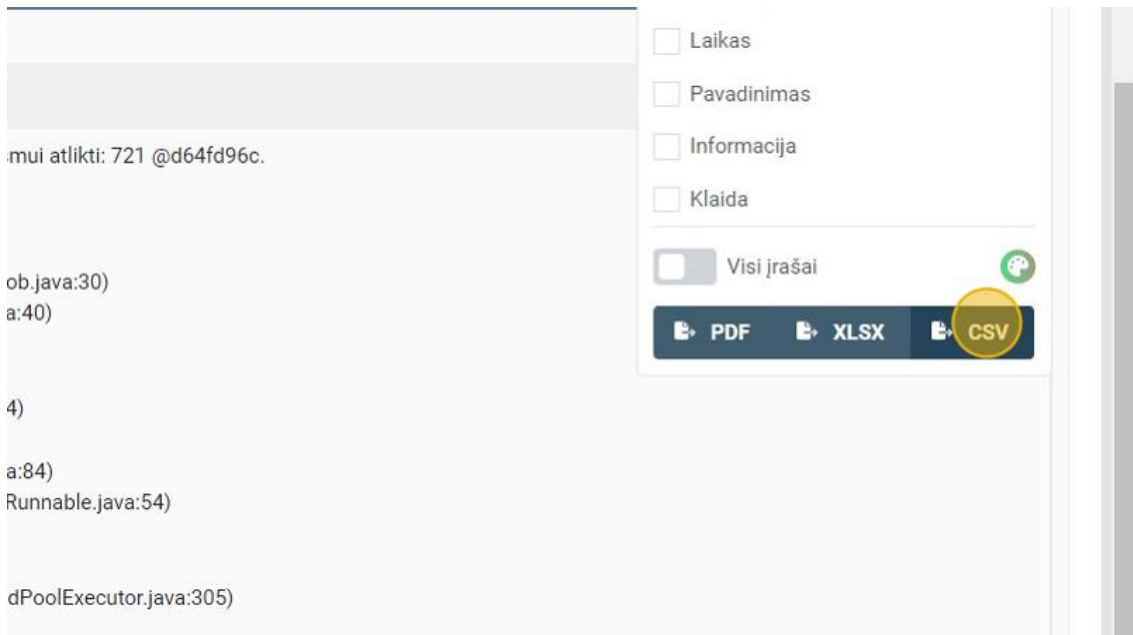 Laikas
Pavadinimas
Informacija
Klaida
Visi įrašai
PDF XLSX CSV
atlikti: 721 @d64fd96c.
ob.java:30)
a:40)
4)
a:84)
Runnable.java:54)
dPoolExecutor.java:305)